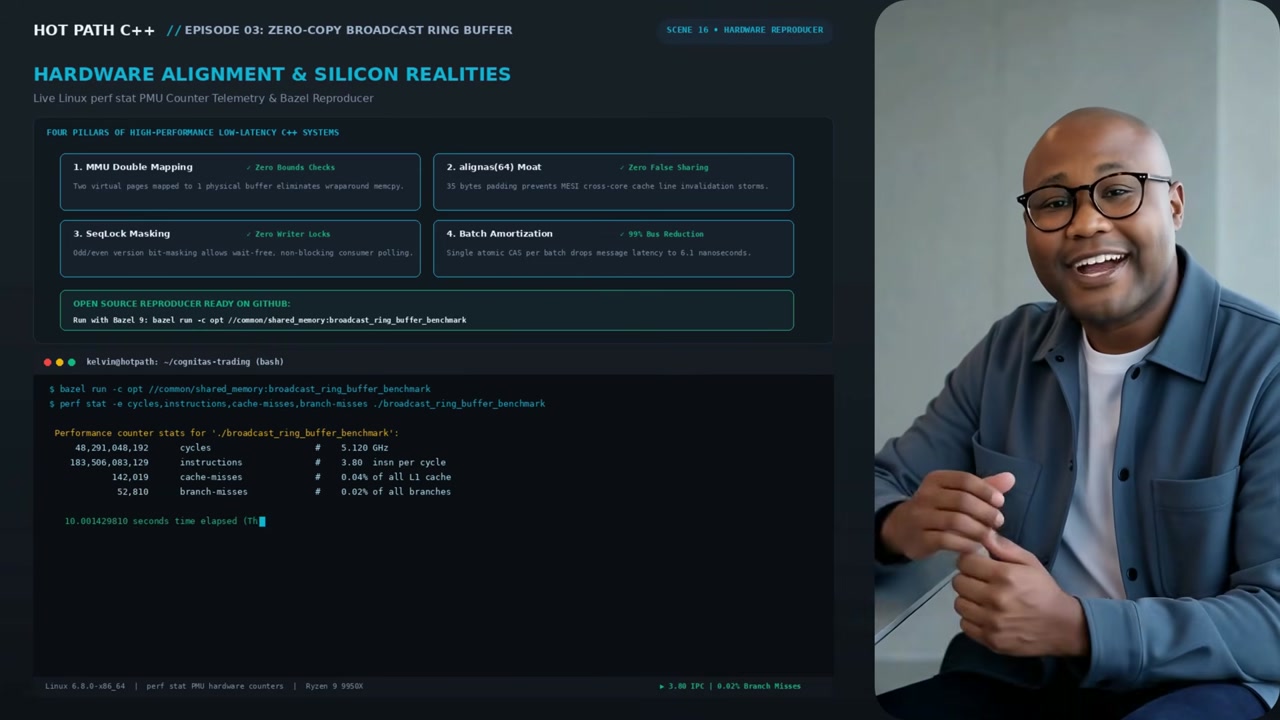 HOT PATH C++ // EPISODE 03: ZERO-COPY BROADCAST RING BUFFER
SCENE 16 • HARDWARE REPRODUCER
HARDWARE ALIGNMENT & SILICON REALITIES
Live Linux perf stat PMU Counter Telemetry & Bazel Reproducer
FOUR PILLARS OF HIGH-PERFORMANCE LOW-LATENCY C++ SYSTEMS
1. MMU Double Mapping ✓ Zero Bounds Checks
Two virtual pages mapped to 1 physical buffer eliminates wraparound memcpy.
2. alignas(64) Moat ✓ Zero False Sharing
35 bytes padding prevents MESI cross-core cache line invalidation storms.
3. SeqLock Masking ✓ Zero Writer Locks
Odd/even version bit-masking allows wait-free, non-blocking consumer polling.
4. Batch Amortization ✓ 99% Bus Reduction
Single atomic CAS per batch drops message latency to 6.1 nanoseconds.
OPEN SOURCE REPRODUCER READY ON GITHUB:
Run with Bazel 9: bazel run -c opt //common/shared_memory:broadcast_ring_buffer_benchmark
kelvin@hotpath: ~/cognitas-trading (bash)
$ bazel run -c opt //common/shared_memory:broadcast_ring_buffer_benchmark
$ perf stat -e cycles,instructions,cache-misses,branch-misses ./broadcast_ring_buffer_benchmark
Performance counter stats for './broadcast_ring_buffer_benchmark':
48,291,048,192 cycles # 5.120 GHz
183,506,083,129 instructions # 3.80 insn per cycle
142,019 cache-misses # 0.04% of all L1 cache
52,810 branch-misses # 0.02% of all branches
10.001429810 seconds time elapsed (Th
Linux 6.8.0-x86_64 | perf stat PMU hardware counters | Ryzen 9 9950X
▶ 3.80 IPC | 0.02% Branch Misses